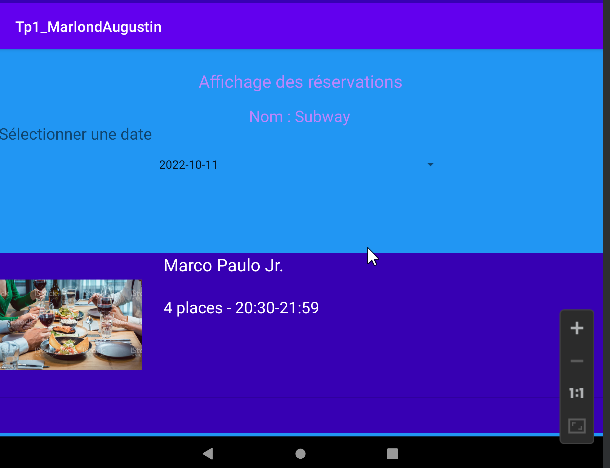 Tp1_MarlondAugustin
Affichage des réservations
Nom : Subway
Sélectionner une date
2022-10-11
Marco Paulo Jr.
4 places - 20:30-21:59
1:1